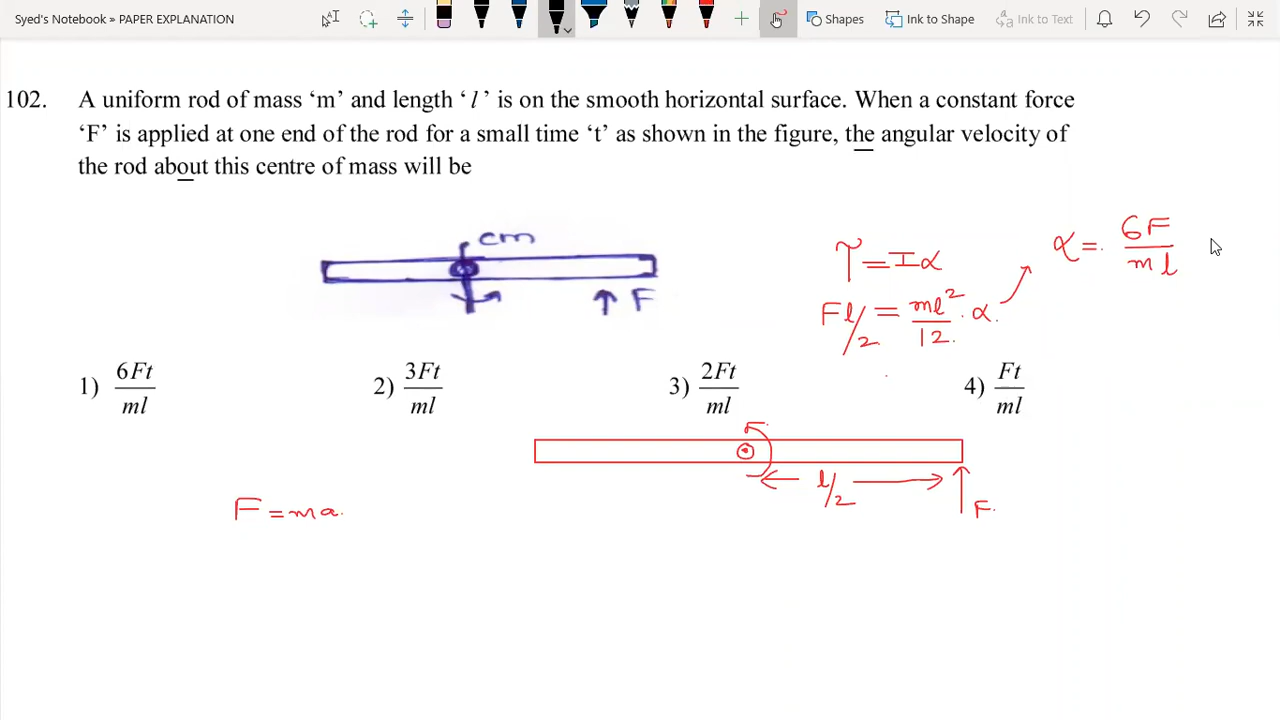 Syed's Notebook » PAPER EXPLANATION
Shapes
Ink to Shape
Ink to Text
102. A uniform rod of mass ‘m’ and length ‘ l ’ is on the smooth horizontal surface. When a constant force
‘F’ is applied at one end of the rod for a small time ‘t’ as shown in the figure, the angular velocity of
the rod about this centre of mass will be
cm
F
τ = Iα
Fl/2 = ml²/12 . α.
α = 6F/ml
1) 6Ft/ml 2) 3Ft/ml 3) 2Ft/ml 4) Ft/ml
l/2
F.
F = ma.